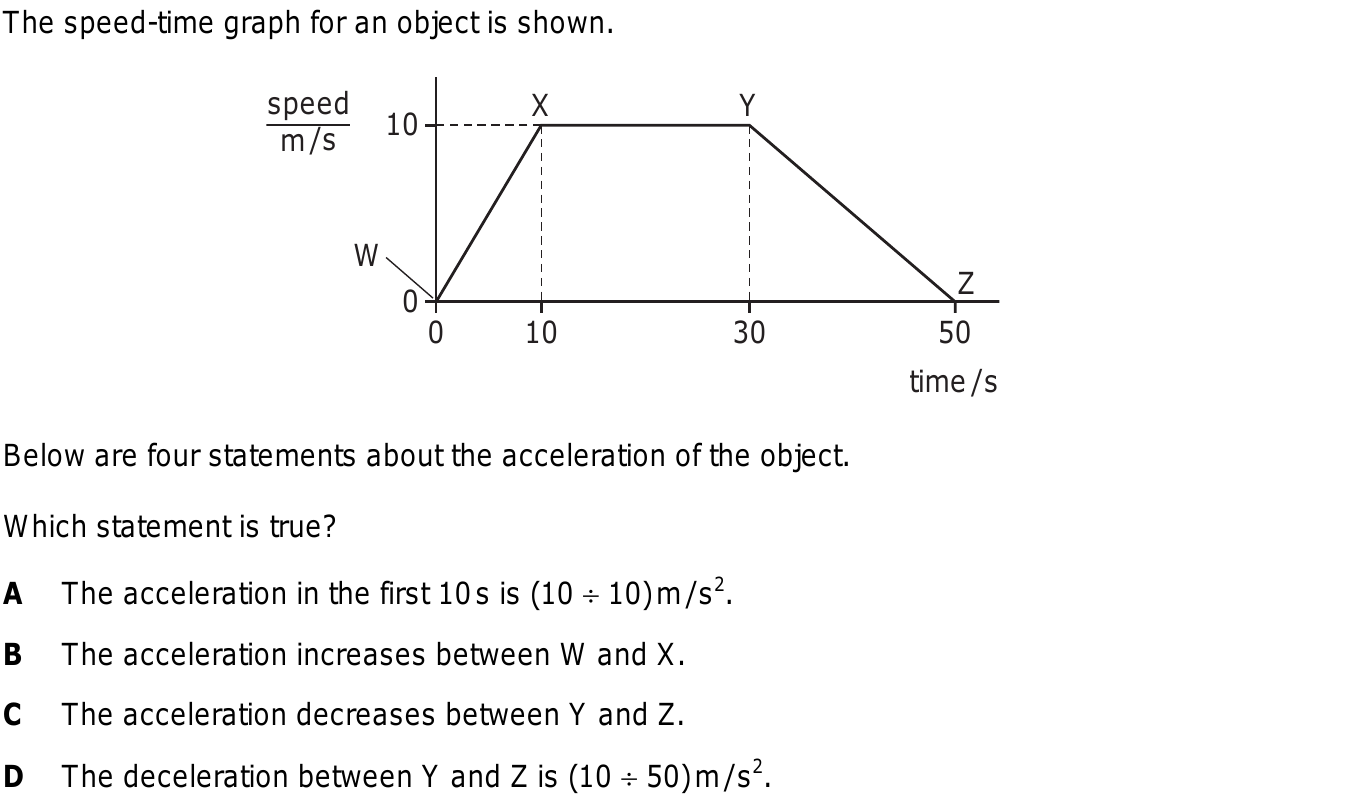 The speed-time graph for an object is shown.
speed
m/s
10
X
Y
W
0
Z
0
10
30
50
time/s
Below are four statements about the acceleration of the object.
Which statement is true?
A The acceleration in the first 10 s is (10 ÷ 10) m/s².
B The acceleration increases between W and X.
C The acceleration decreases between Y and Z.
D The deceleration between Y and Z is (10 ÷ 50) m/s².